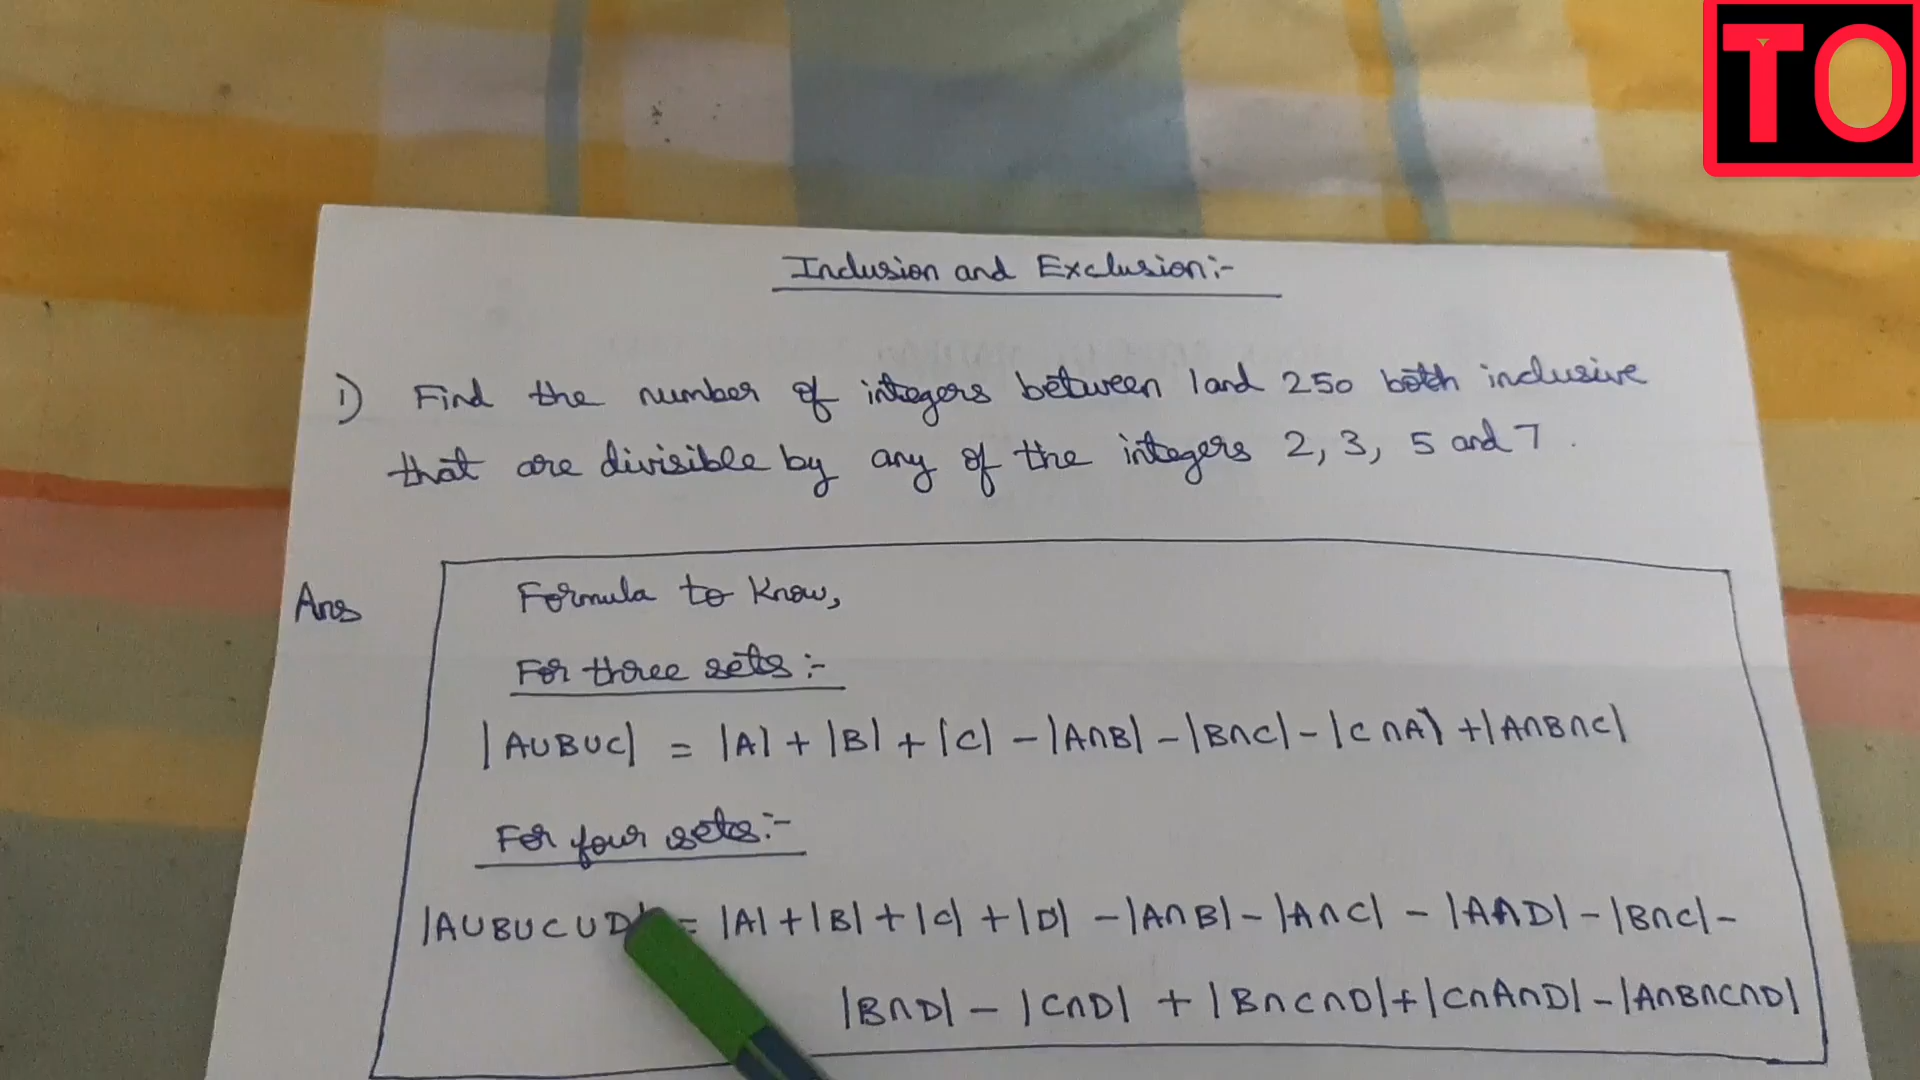 TO
Inclusion and Exclusion:-
1) Find the number of integers between 1 and 250 both inclusive
that are divisible by any of the integers 2, 3, 5 and 7.
Ans
Formula to Know,
For three sets:-
|A∪B∪C| = |A| + |B| + |C| - |A∩B| - |B∩C| - |C∩A| + |A∩B∩C|
For four sets:-
|A∪B∪C∪D| = |A| + |B| + |C| + |D| - |A∩B| - |A∩C| - |A∩D| - |B∩C| -
|B∩D| - |C∩D| + |B∩C∩D| + |C∩A∩D| - |A∩B∩C∩D|